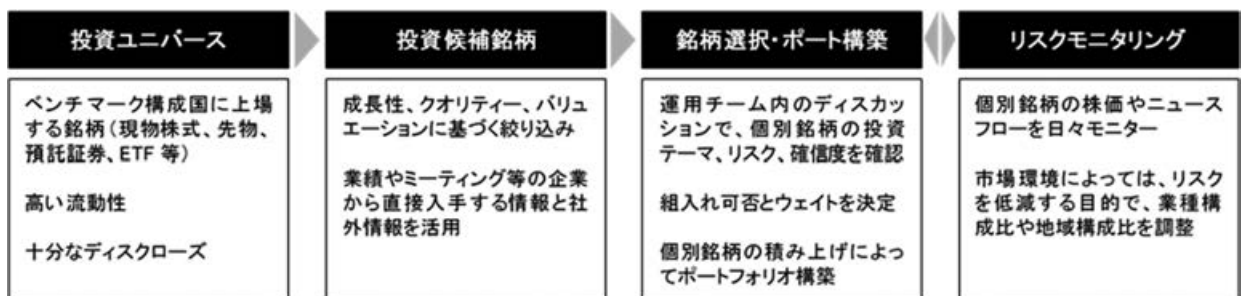 投資ユニバース
ベンチマーク構成国に上場
する銘柄(現物株式、先物、
預託証券、ETF 等)
高い流動性
十分なディスクローズ
投資候補銘柄
成長性、クオリティー、バリュ
エーションに基づく絞り込み
業績やミーティング等の企業
から直接入手する情報と社
外情報を活用
銘柄選択・ポート構築
運用チーム内のディスカッ
ションで、個別銘柄の投資
テーマ、リスク、確信度を確認
組入れ可否とウェイトを決定
個別銘柄の積み上げによっ
てポートフォリオ構築
リスクモニタリング
個別銘柄の株価やニュース
フローを日々モニター
市場環境によっては、リスク
を低減する目的で、業種構
成比や地域構成比を調整